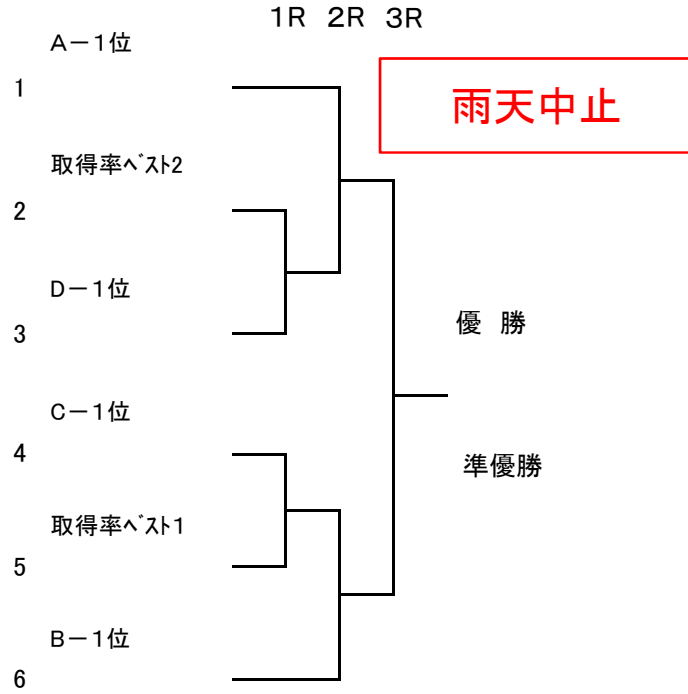 1R 2R 3R
A－1位
1
雨天中止
取得率ベスト2
2
D－1位
3
優 勝
C－1位
4
準優勝
取得率ベスト1
5
B－1位
6